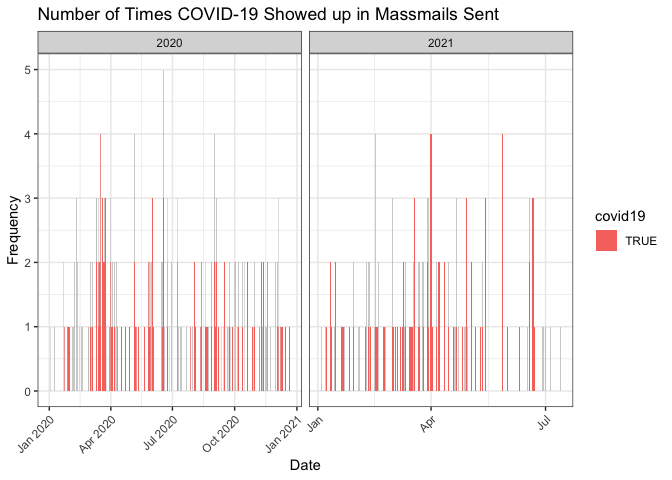 Number of Times COVID-19 Showed up in Massmails Sent
2020
2021
5
4
3
2
1
0
Frequency
Jan 2020
Apr 2020
Jul 2020
Oct 2020
Jan 2021
Jan
Apr
Jul
Date
covid19
TRUE